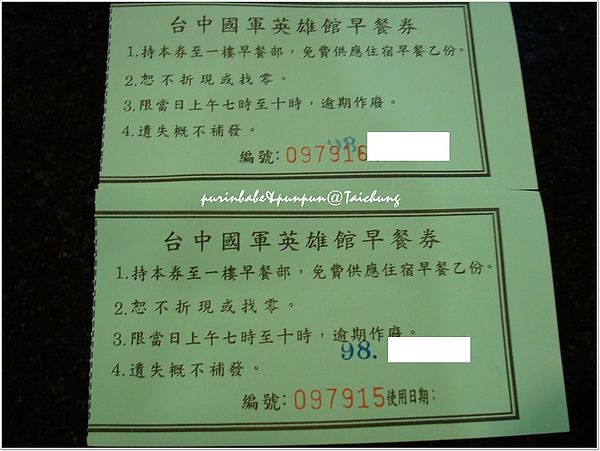 台中國軍英雄館早餐券
1.持本券至一樓早餐部，免費供應住宿早餐乙份。
2.恕不折現或找零。
3.限當日上午七時至十時，逾期作廢。
4.遺失概不補發。
98.
編號：097916
purinbabe&punpun@Taichung
台中國軍英雄館早餐券
1.持本券至一樓早餐部，免費供應住宿早餐乙份。
2.恕不折現或找零。
3.限當日上午七時至十時，逾期作廢。
98.
4.遺失概不補發。
編號：097915使用日期：